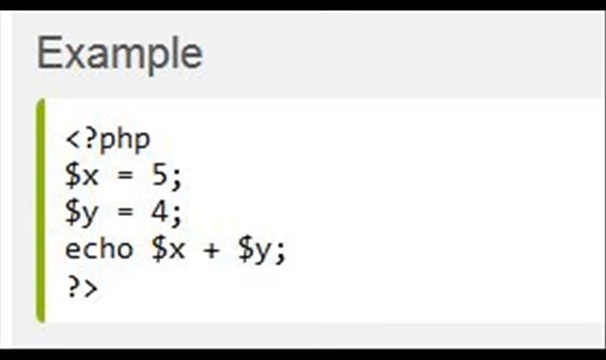 Example
<?php
$x = 5;
$y = 4;
echo $x + $y;
?>